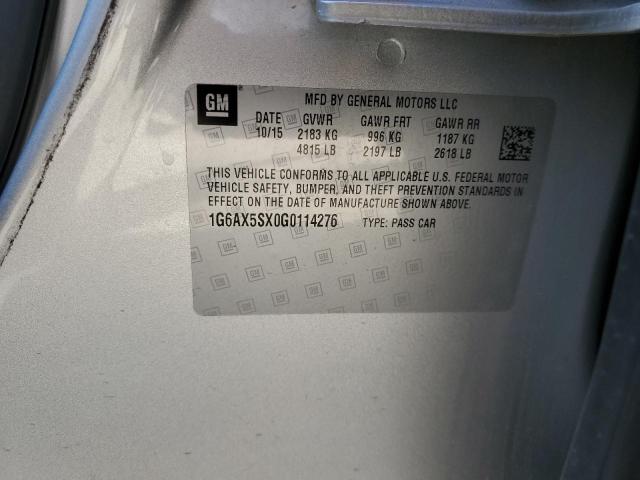 GM
MFD BY GENERAL MOTORS LLC
DATE GVWR GAWR FRT GAWR RR
10/15 2183 KG 996 KG 1187 KG
4815 LB 2197 LB 2618 LB
THIS VEHICLE CONFORMS TO ALL APPLICABLE U.S. FEDERAL MOTOR
VEHICLE SAFETY, BUMPER, AND THEFT PREVENTION STANDARDS IN
EFFECT ON THE DATE OF MANUFACTURE SHOWN ABOVE.
1G6AX5SX0G0114276 TYPE: PASS CAR